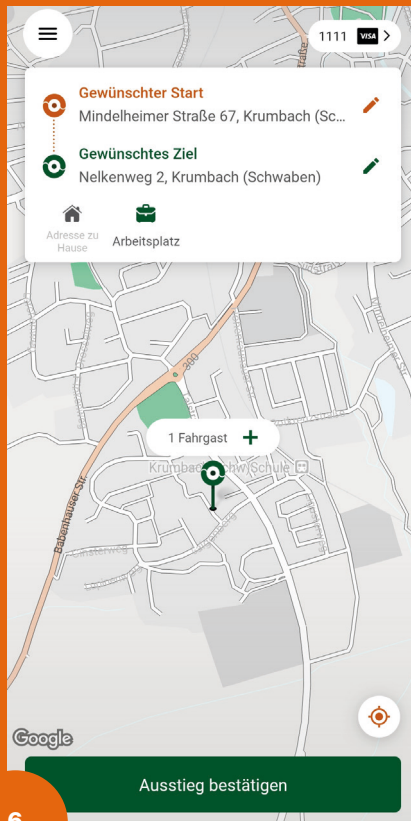 1111 VISA
Gewünschter Start
Mindelheimer Straße 67, Krumbach (Sc...
Gewünschtes Ziel
Nelkenweg 2, Krumbach (Schwaben)
Adresse zu
Hause
Arbeitsplatz
300
1 Fahrgast +
Krumbach (Schw) Schule
Babenhauser Str.
Ginsterweg
Google
Ausstieg bestätigen
6